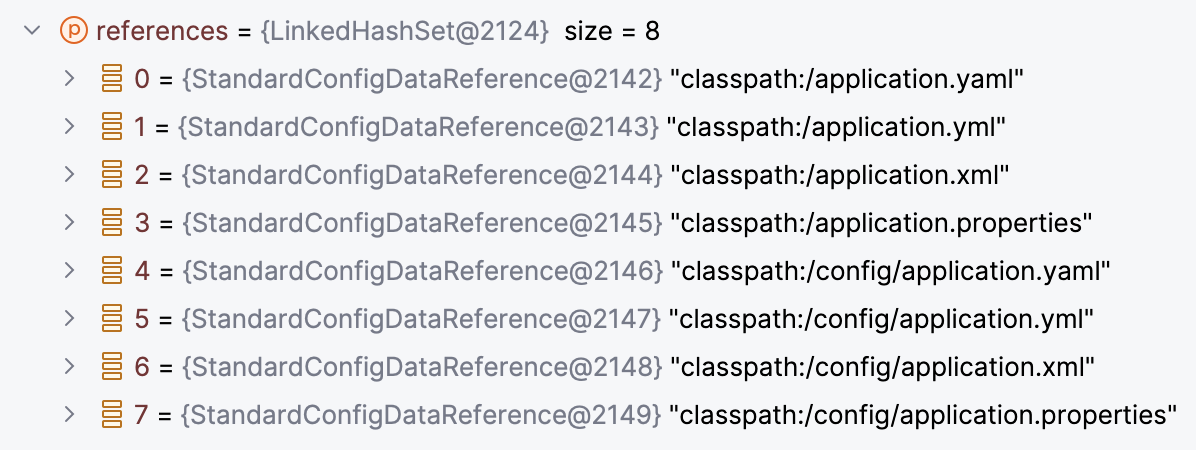 p references = {LinkedHashSet@2124} size = 8
0 = {StandardConfigDataReference@2142} "classpath:/application.yaml"
1 = {StandardConfigDataReference@2143} "classpath:/application.yml"
2 = {StandardConfigDataReference@2144} "classpath:/application.xml"
3 = {StandardConfigDataReference@2145} "classpath:/application.properties"
4 = {StandardConfigDataReference@2146} "classpath:/config/application.yaml"
5 = {StandardConfigDataReference@2147} "classpath:/config/application.yml"
6 = {StandardConfigDataReference@2148} "classpath:/config/application.xml"
7 = {StandardConfigDataReference@2149} "classpath:/config/application.properties"